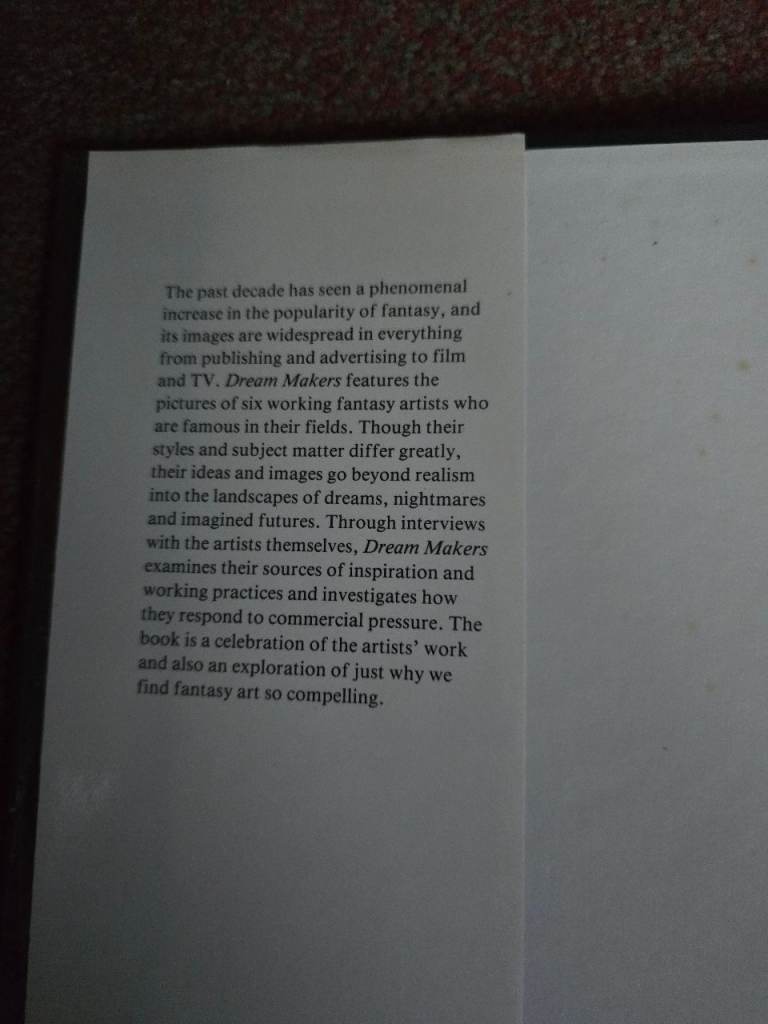 The past decade has seen a phenomenal
increase in the popularity of fantasy, and
its images are widespread in everything
from publishing and advertising to film
and TV. Dream Makers features the
pictures of six working fantasy artists who
are famous in their fields. Though their
styles and subject matter differ greatly,
their ideas and images go beyond realism
into the landscapes of dreams, nightmares
and imagined futures. Through interviews
with the artists themselves, Dream Makers
examines their sources of inspiration and
working practices and investigates how
they respond to commercial pressure. The
book is a celebration of the artists' work
and also an exploration of just why we
find fantasy art so compelling.